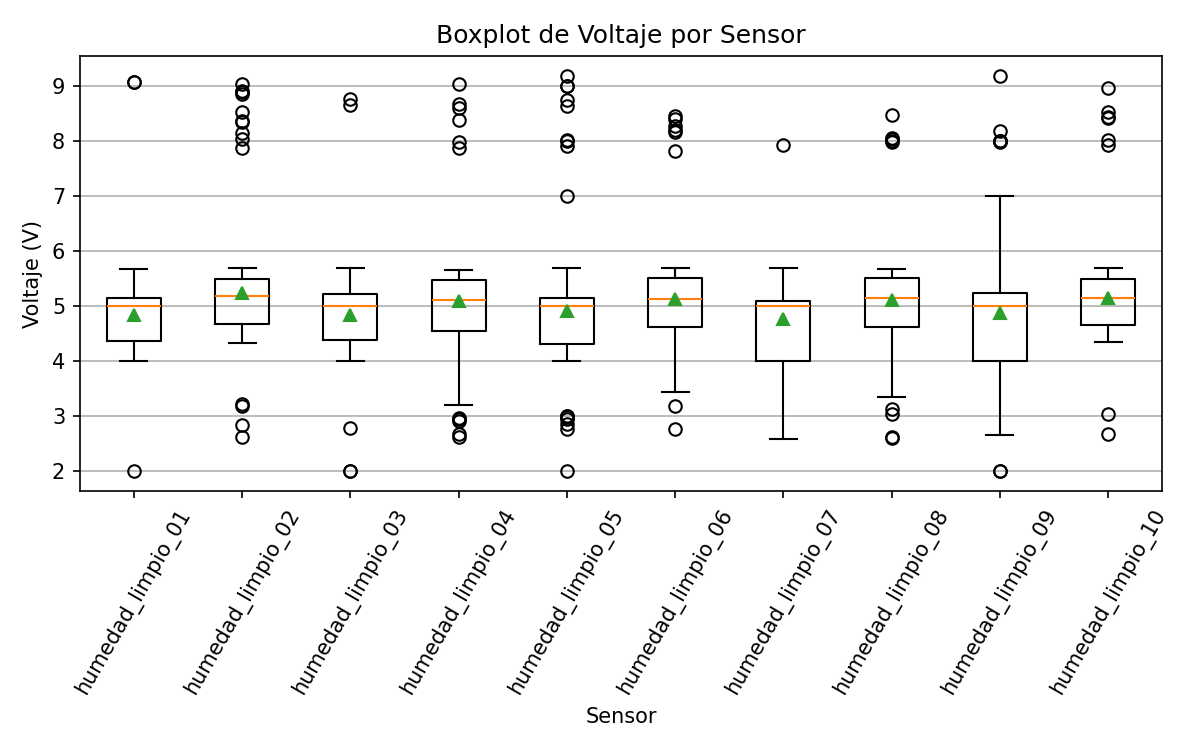 Boxplot de Voltaje por Sensor
Voltaje (V)
9
8
7
6
5
4
3
2
humedad_limpio_01
humedad_limpio_02
humedad_limpio_03
humedad_limpio_04
humedad_limpio_05
humedad_limpio_06
humedad_limpio_07
humedad_limpio_08
humedad_limpio_09
humedad_limpio_10
Sensor